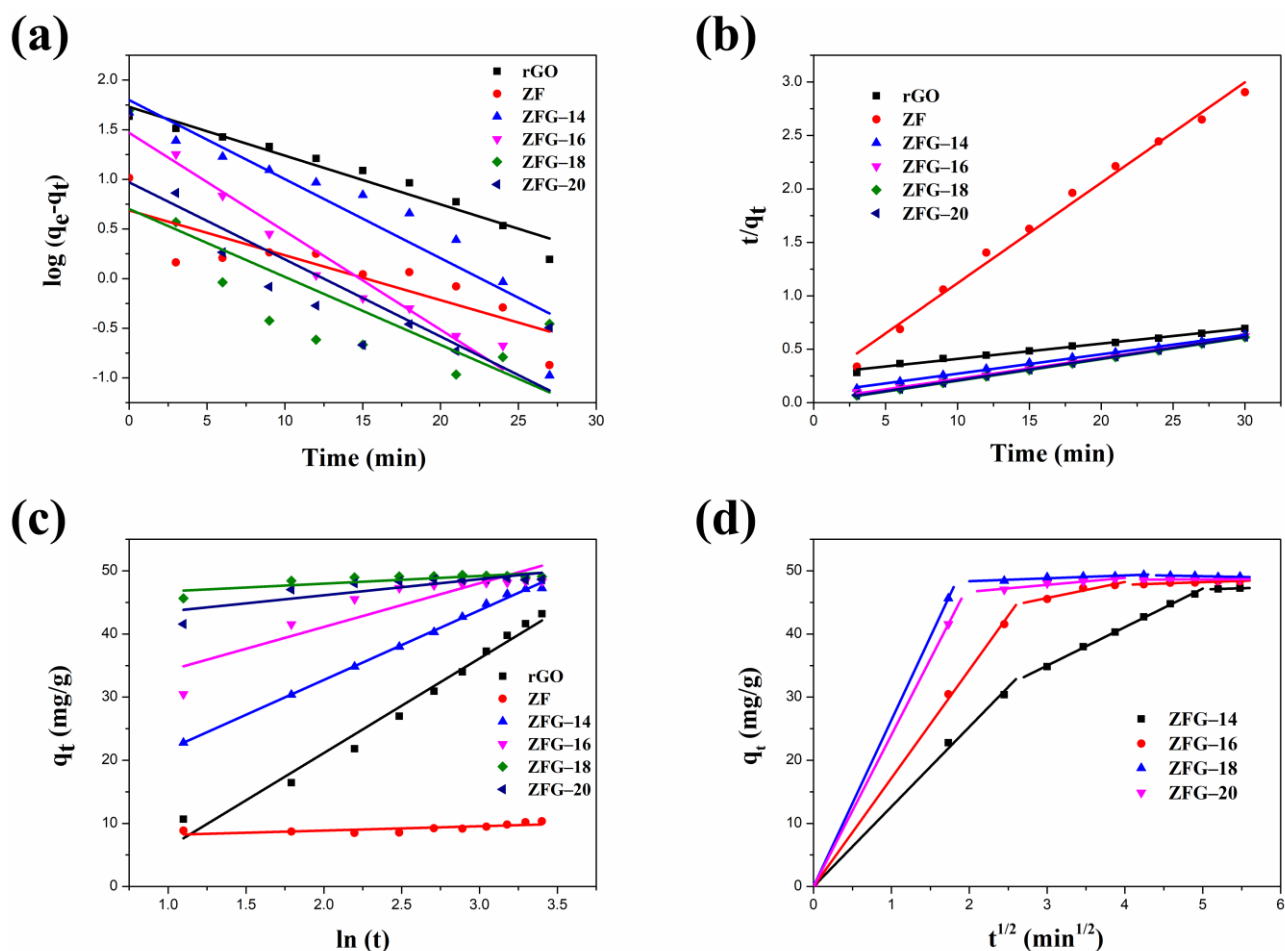 (a)
log (qe-qt)
2.0
1.5
1.0
0.5
0.0
-0.5
-1.0
rGO
ZF
ZFG–14
ZFG–16
ZFG–18
ZFG–20
0 5 10 15 20 25 30
Time (min)
(b)
t/qt
3.0
2.5
2.0
1.5
1.0
0.5
0.0
rGO
ZF
ZFG–14
ZFG–16
ZFG–18
ZFG–20
0 5 10 15 20 25 30
Time (min)
(c)
qt (mg/g)
50
40
30
20
10
0
rGO
ZF
ZFG–14
ZFG–16
ZFG–18
ZFG–20
1.0 1.5 2.0 2.5 3.0 3.5
ln (t)
(d)
qt (mg/g)
50
40
30
20
10
0
ZFG–14
ZFG–16
ZFG–18
ZFG–20
0 1 2 3 4 5 6
t1/2 (min1/2)